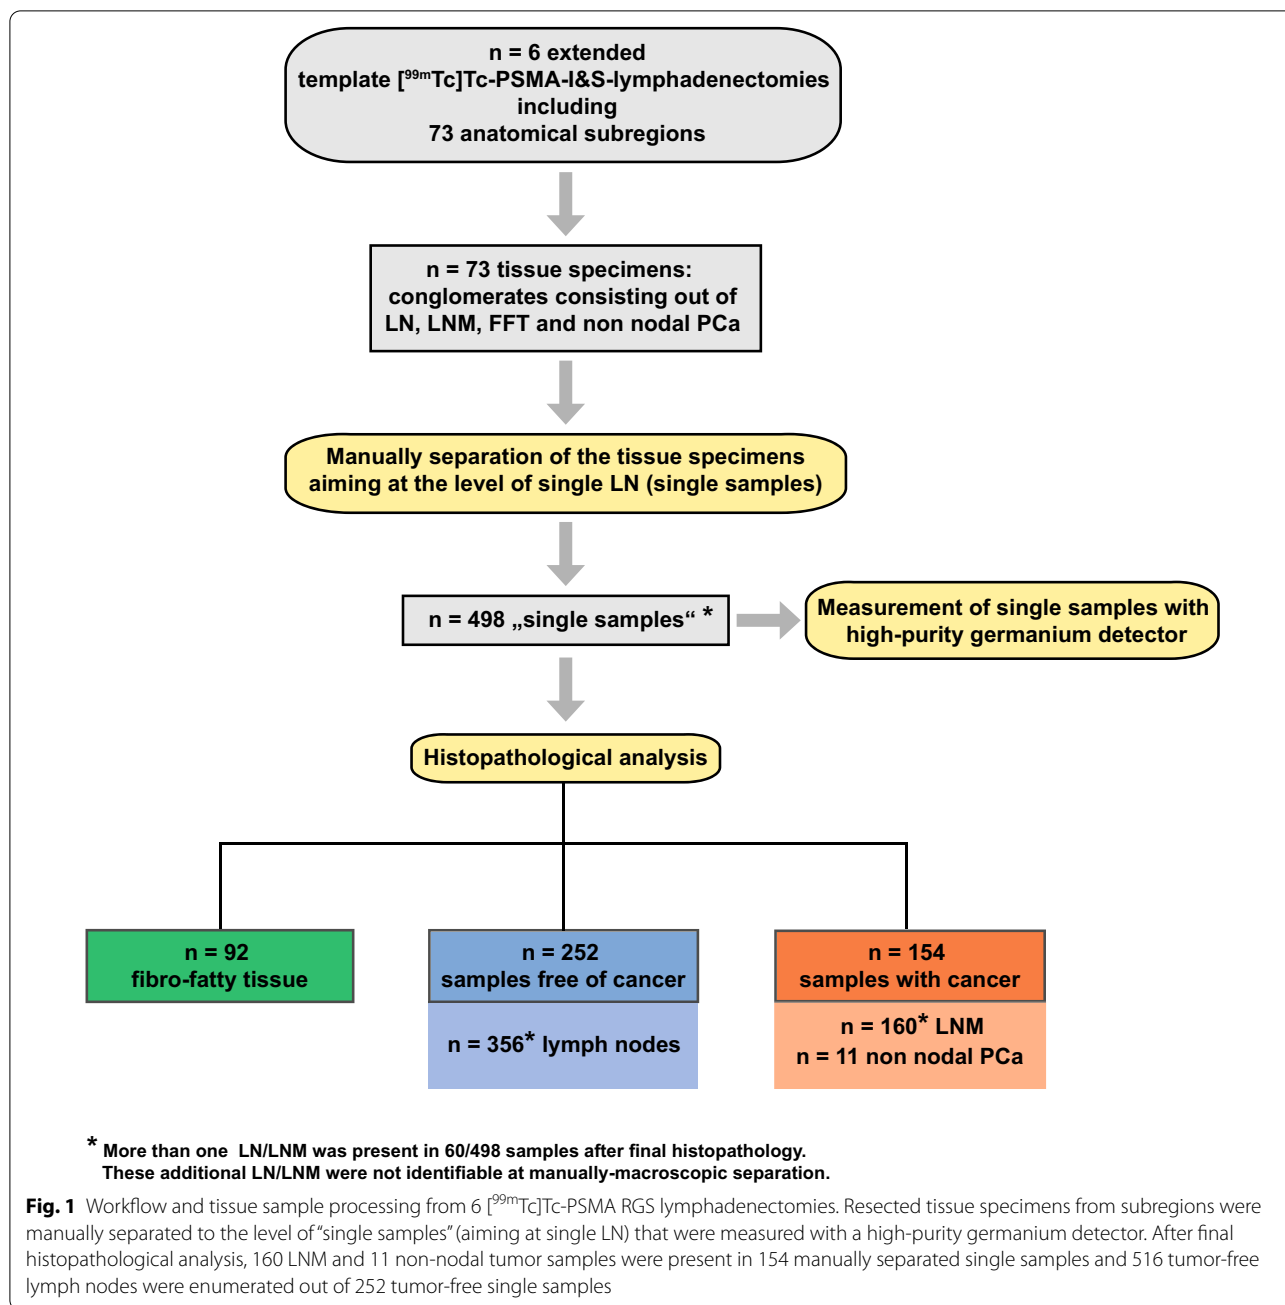 n = 6 extended
template [99mTc]Tc-PSMA-I&S-lymphadenectomies
including
73 anatomical subregions
n = 73 tissue specimens:
conglomerates consisting out of
LN, LNM, FFT and non nodal PCa
Manually separation of the tissue specimens
aiming at the level of single LN (single samples)
n = 498 „single samples“ *
Measurement of single samples with
high-purity germanium detector
Histopathological analysis
n = 92
fibro-fatty tissue
n = 252
samples free of cancer
n = 356* lymph nodes
n = 154
samples with cancer
n = 160* LNM
n = 11 non nodal PCa
* More than one LN/LNM was present in 60/498 samples after final histopathology.
These additional LN/LNM were not identifiable at manually-macroscopic separation.
Fig. 1 Workflow and tissue sample processing from 6 [99mTc]Tc-PSMA RGS lymphadenectomies. Resected tissue specimens from subregions were
manually separated to the level of “single samples” (aiming at single LN) that were measured with a high-purity germanium detector. After final
histopathological analysis, 160 LNM and 11 non-nodal tumor samples were present in 154 manually separated single samples and 516 tumor-free
lymph nodes were enumerated out of 252 tumor-free single samples